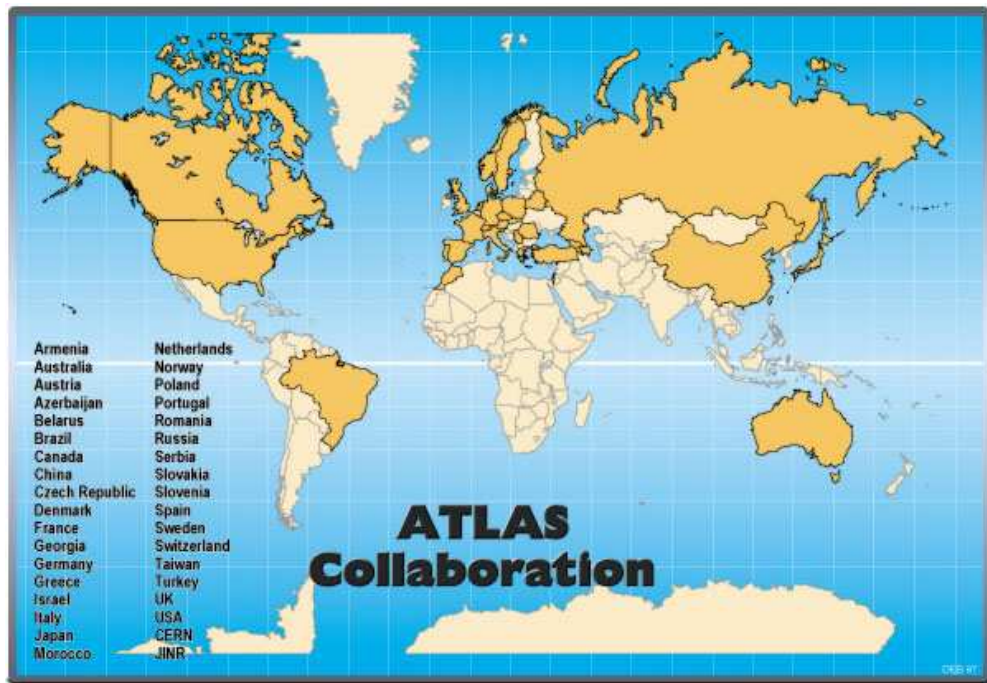 Armenia
Australia
Austria
Azerbaijan
Belarus
Brazil
Canada
China
Czech Republic
Denmark
France
Georgia
Germany
Greece
Israel
Italy
Japan
Morocco
Netherlands
Norway
Poland
Portugal
Romania
Russia
Serbia
Slovakia
Slovenia
Spain
Sweden
Switzerland
Taiwan
Turkey
UK
USA
CERN
JINR
ATLAS
Collaboration